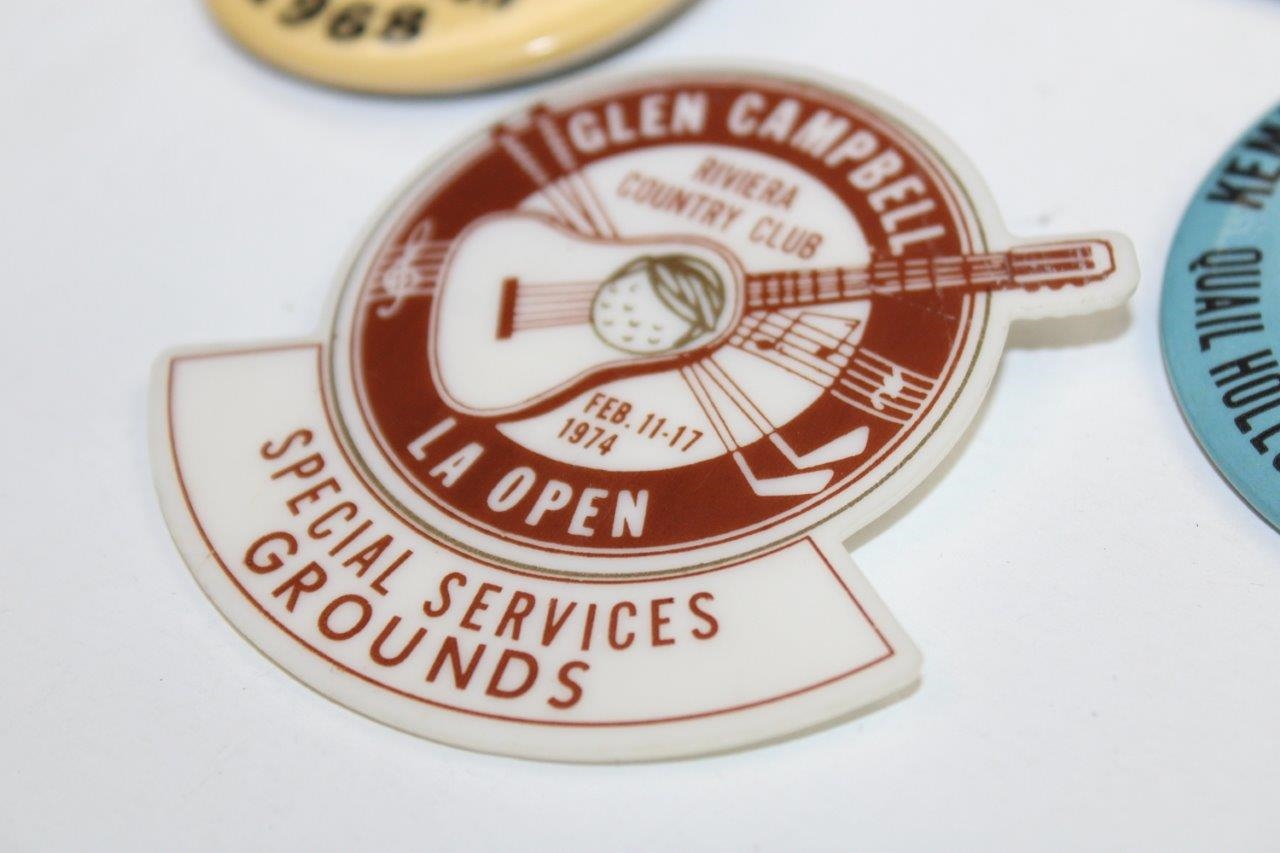 1968
GLEN CAMPBELL
RIVIERA
COUNTRY CLUB
FEB. 11-17
1974
LA OPEN
SPECIAL SERVICES
GROUNDS
QUAIL HOLL